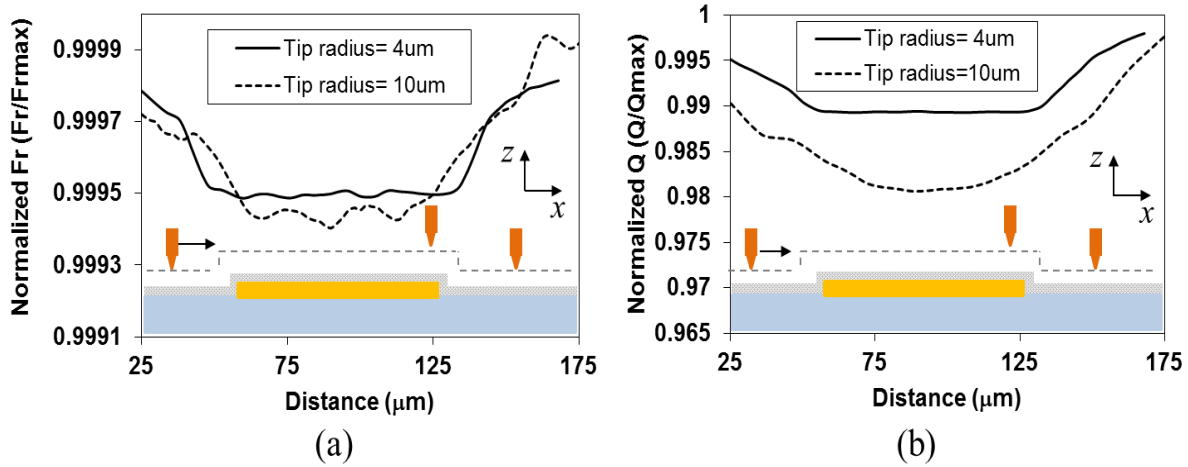 Normalized Fr (Fr/Frmax)
0.9999
0.9997
0.9995
0.9993
0.9991
Tip radius= 4um
Tip radius= 10um
z
x
25
75
125
175
Distance (μm)
(a)
Normalized Q (Q/Qmax)
1
0.995
0.99
0.985
0.98
0.975
0.97
0.965
Tip radius= 4um
Tip radius=10um
z
x
25
75
125
175
Distance (μm)
(b)